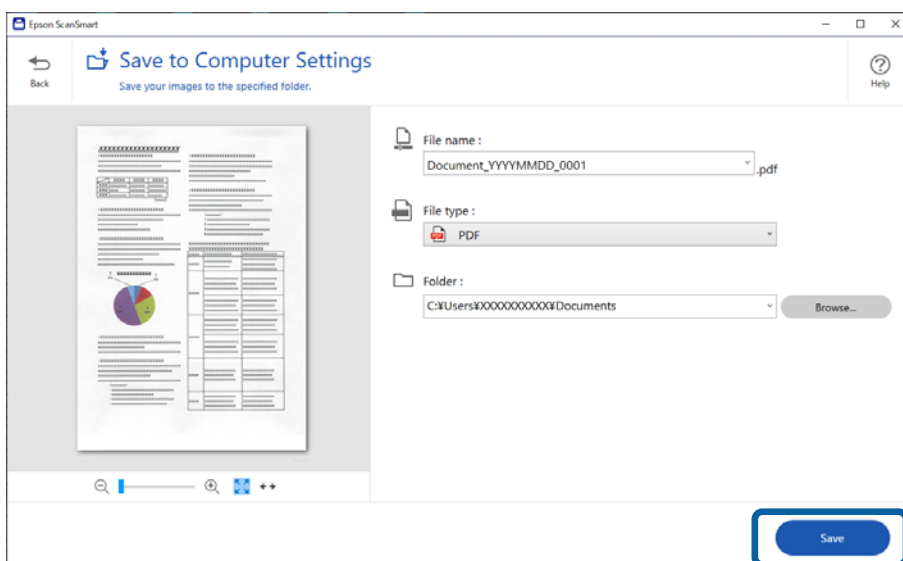 Epson ScanSmart
Back
Save to Computer Settings
Save your images to the specified folder.
Help
File name :
Document_YYYYMMDD_0001
.pdf
File type :
PDF
Folder :
C:¥Users¥XXXXXXXXXXX¥Documents
Browse...
Save